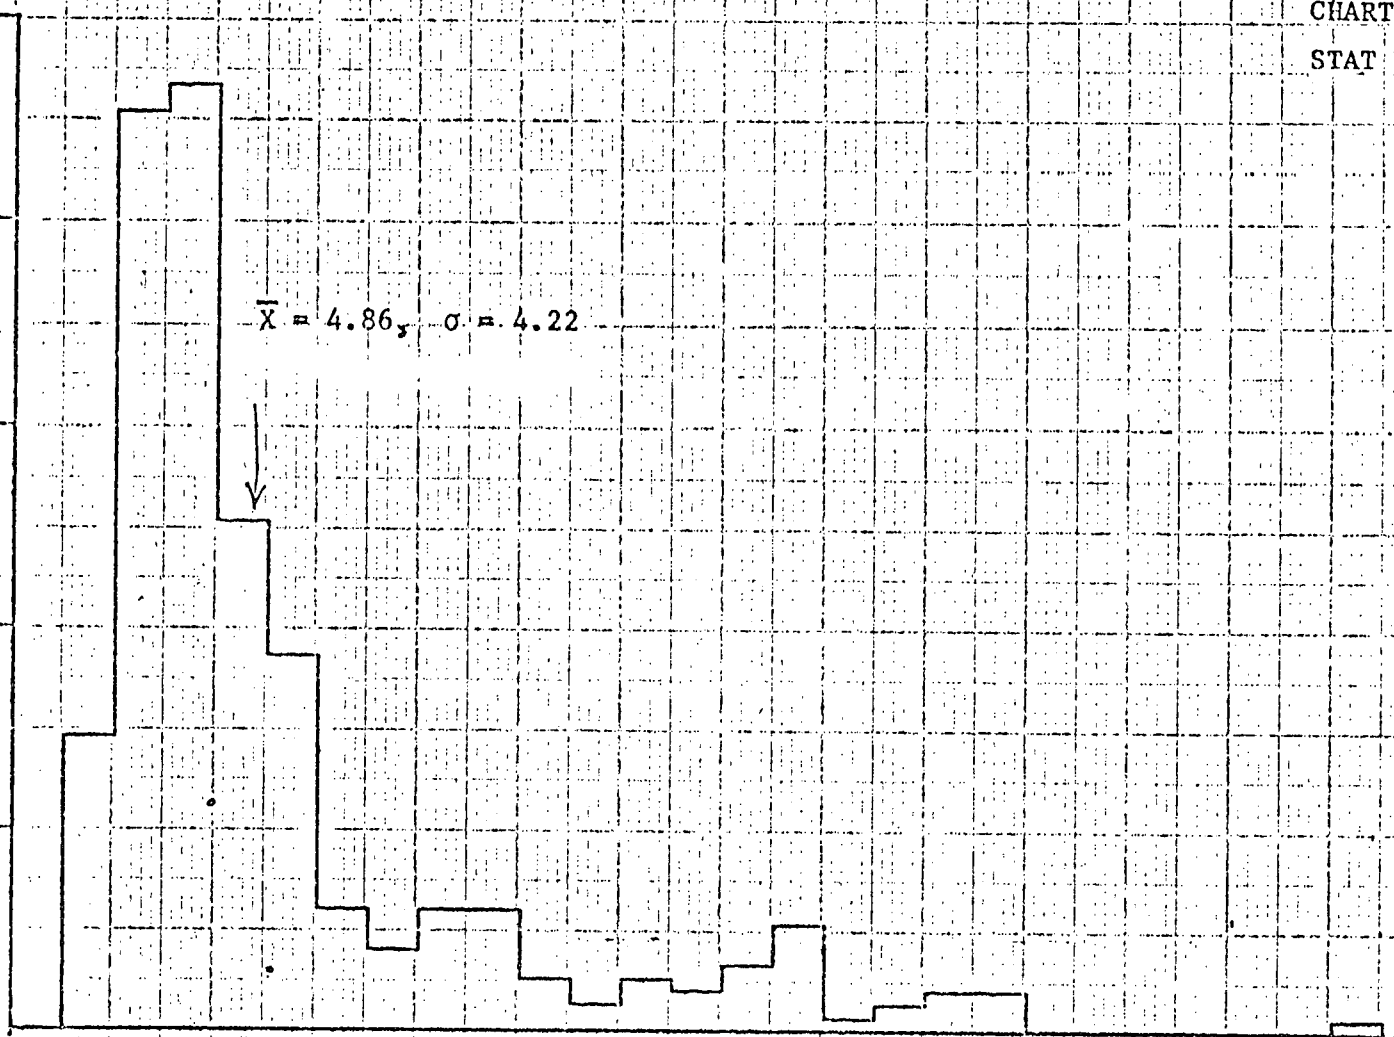 CHART
STAT
X̄ = 4.86, σ = 4.22